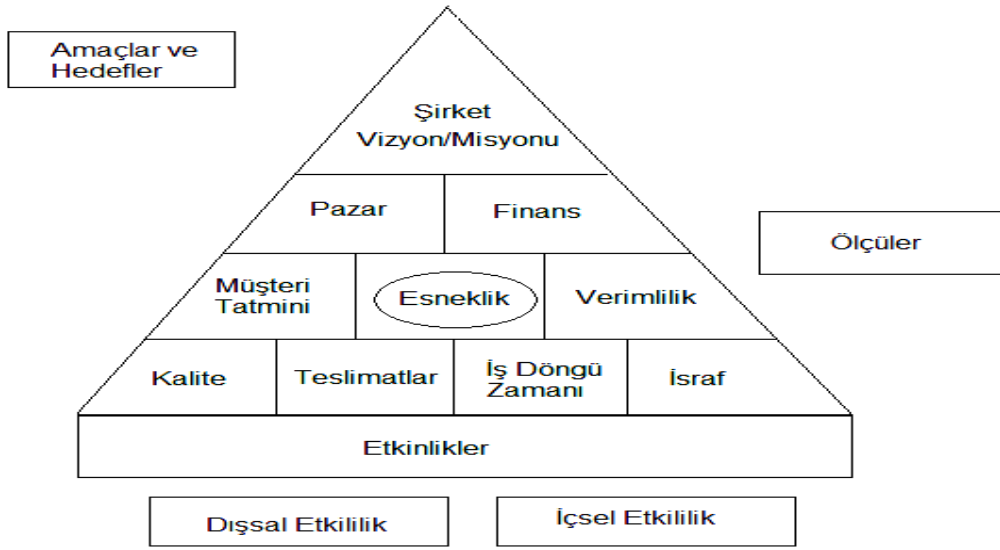 Amaçlar ve
Hedefler
Şirket
Vizyon/Misyonu
Pazar
Finans
Ölçüler
Müşteri
Tatmini
Esneklik
Verimlilik
Kalite
Teslimatlar
İş Döngü
Zamanı
İsraf
Etkinlikler
Dışsal Etkililik
İçsel Etkililik